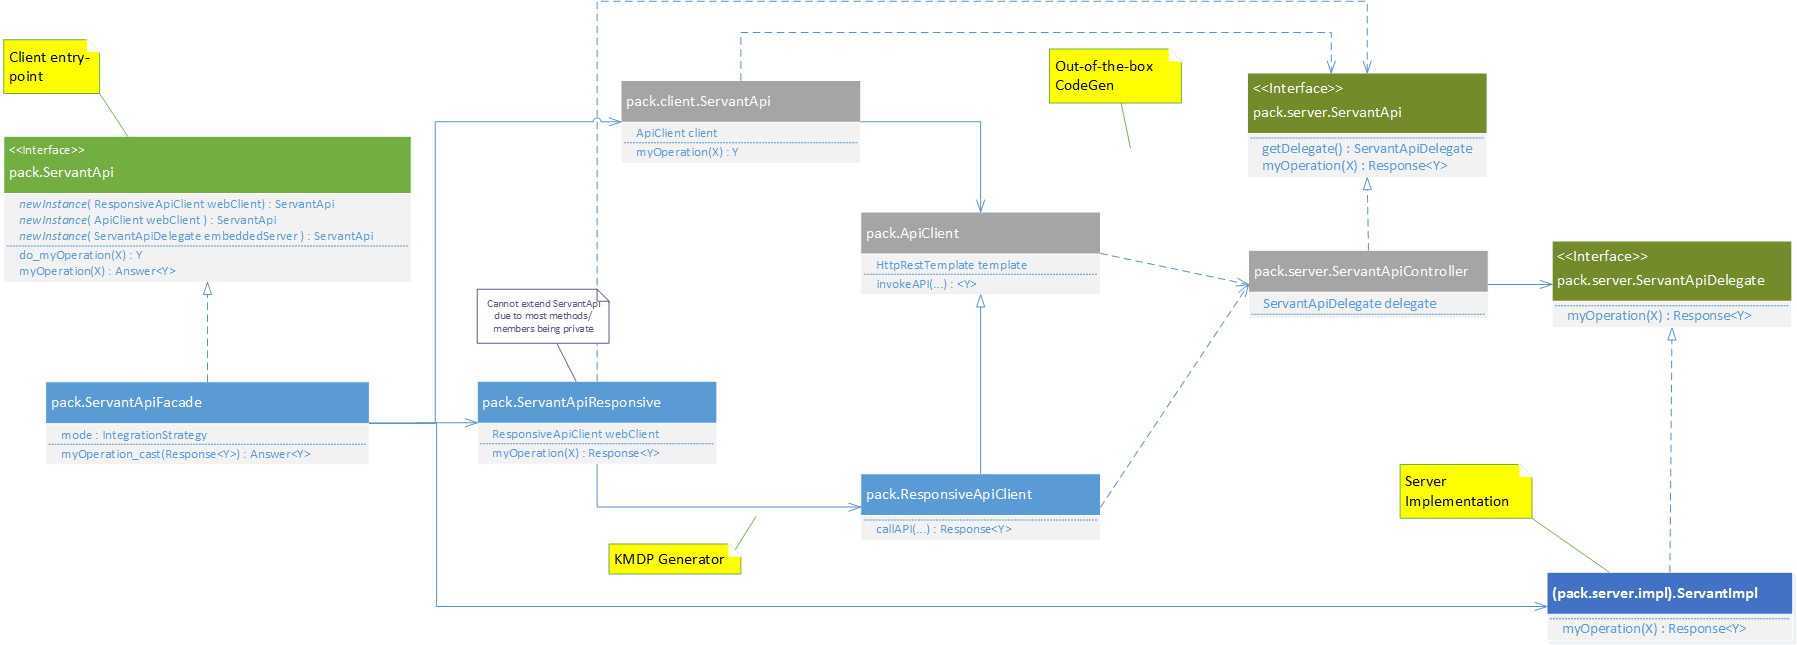 Client entry-
point
<<Interface>>
pack.ServantApi
newInstance( ResponsiveApiClient webClient) : ServantApi
newInstance( ApiClient webClient ) : ServantApi
newInstance( ServantApiDelegate embeddedServer ) : ServantApi
do_myOperation(X) : Y
myOperation(X) : Answer<Y>
pack.ServantApiFacade
mode : IntegrationStrategy
myOperation_cast(Response<Y>) : Answer<Y>
Cannot extend ServantApi
due to most methods/
members being private
pack.ServantApiResponsive
ResponsiveApiClient webClient
myOperation(X) : Response<Y>
KMDP Generator
pack.client.ServantApi
ApiClient client
myOperation(X) : Y
pack.ApiClient
HttpRestTemplate template
invokeAPI(...) : <Y>
pack.ResponsiveApiClient
callAPI(...) : Response<Y>
Out-of-the-box
CodeGen
<<Interface>>
pack.server.ServantApi
getDelegate() : ServantApiDelegate
myOperation(X) : Response<Y>
pack.server.ServantApiController
ServantApiDelegate delegate
<<Interface>>
pack.server.ServantApiDelegate
myOperation(X) : Response<Y>
Server
Implementation
(pack.server.impl).ServantImpl
myOperation(X) : Response<Y>